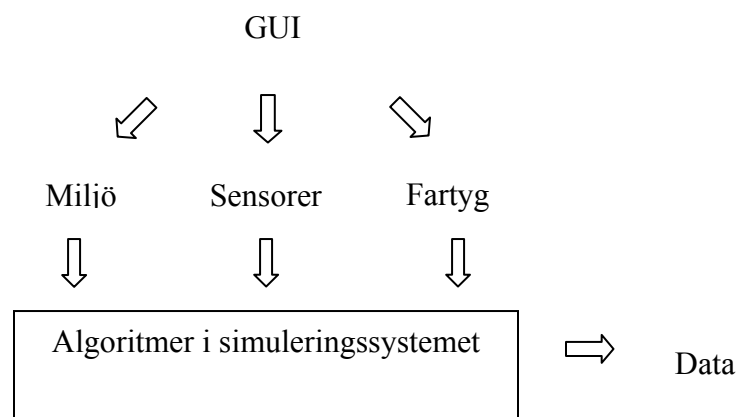 GUI
Miljö Sensorer Fartyg
Algoritmer i simuleringssystemet
Data